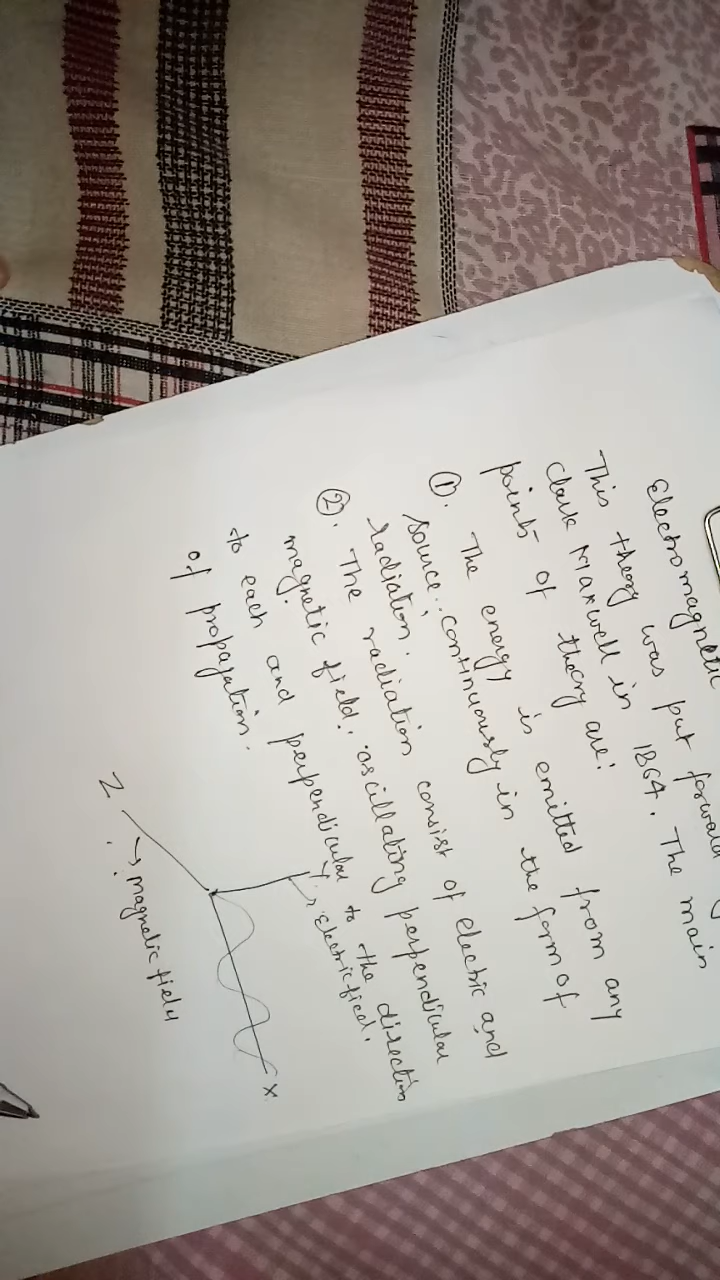 Electromagnetic
This theory was put forward
Clark Maxwell in 1864. The main
points of theory are:
①. The energy is emitted from any
source.. continuously in the form of
radiation.
②. The radiation consist of electric and
magnetic field. oscillating perpendicular
to each and perpendicular to the direction
of propagation.
Y → Electric fied.
Z
→ magnetic field
X